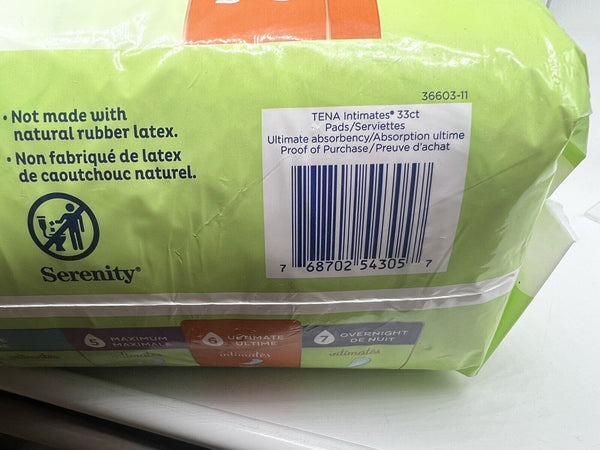 36603-11
• Not made with
natural rubber latex.
• Non fabriqué de latex
de caoutchouc naturel.
Serenity®
TENA Intimates® 33ct
Pads/Serviettes
Ultimate absorbency/Absorption ultime
Proof of Purchase/Preuve d'achat
7 68702 54305 7
5 MAXIMUM
MAXIMALE
intimates
6 ULTIMATE
ULTIME
intimates
7 OVERNIGHT
DE NUIT
intimates